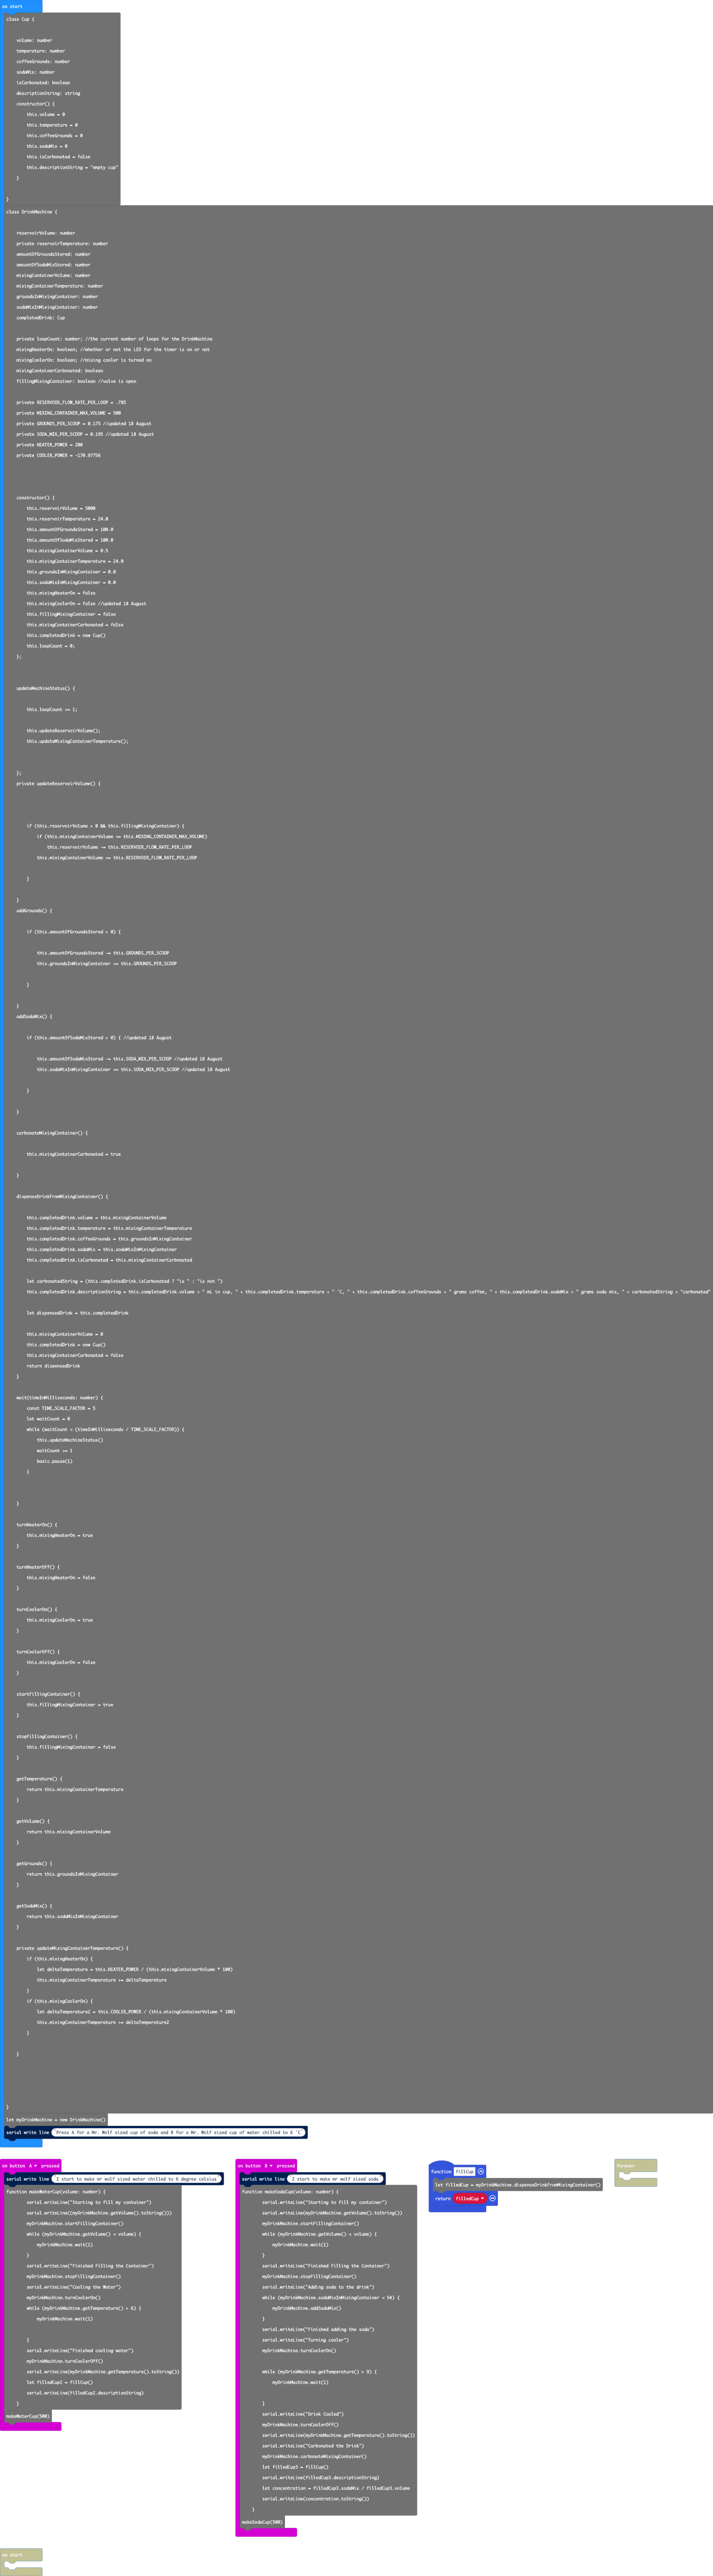 on start
class Cup {
volume: number
temperature: number
coffeeGrounds: number
sodaMix: number
isCarbonated: boolean
descriptionString: string
constructor() {
this.volume = 0
this.temperature = 0
this.coffeeGrounds = 0
this.sodaMix = 0
this.isCarbonated = false
this.descriptionString = "empty cup"
}
}
class DrinkMachine {
reservoirVolume: number
private reservoirTemperature: number
amountOfGroundsStored: number
amountOfSodaMixStored: number
mixingContainerVolume: number
mixingContainerTemperature: number
groundsInMixingContainer: number
sodaMixInMixingContainer: number
completedDrink: Cup
private loopCount: number; //the current number of loops for the DrinkMachine
mixingHeaterOn: boolean; //whether or not the LED for the timer is on or not
mixingCoolerOn: boolean; //mixing cooler is turned on
mixingContainerCarbonated: boolean
fillingMixingContainer: boolean //valve is open
private RESERVOIR_FLOW_RATE_PER_LOOP = .785
private MIXING_CONTAINER_MAX_VOLUME = 500
private GROUNDS_PER_SCOOP = 0.175 //updated 18 August
private SODA_MIX_PER_SCOOP = 0.195 //updated 18 August
private HEATER_POWER = 200
private COOLER_POWER = -170.97756
constructor() {
this.reservoirVolume = 5000
this.reservoirTemperature = 24.0
this.amountOfGroundsStored = 100.0
this.amountOfSodaMixStored = 100.0
this.mixingContainerVolume = 0.5
this.mixingContainerTemperature = 24.0
this.groundsInMixingContainer = 0.0
this.sodaMixInMixingContainer = 0.0
this.mixingHeaterOn = false
this.mixingCoolerOn = false //updated 18 August
this.fillingMixingContainer = false
this.mixingContainerCarbonated = false
this.completedDrink = new Cup()
this.loopCount = 0;
};
updateMachineStatus() {
this.loopCount += 1;
this.updateReservoirVolume();
this.updateMixingContainerTemperature();
};
private updateReservoirVolume() {
if (this.reservoirVolume > 0 && this.fillingMixingContainer) {
if (this.mixingContainerVolume <= this.MIXING_CONTAINER_MAX_VOLUME)
this.reservoirVolume -= this.RESERVOIR_FLOW_RATE_PER_LOOP
this.mixingContainerVolume += this.RESERVOIR_FLOW_RATE_PER_LOOP
}
}
addGrounds() {
if (this.amountOfGroundsStored > 0) {
this.amountOfGroundsStored -= this.GROUNDS_PER_SCOOP
this.groundsInMixingContainer += this.GROUNDS_PER_SCOOP
}
}
addSodaMix() {
if (this.amountOfSodaMixStored > 0) { //updated 18 August
this.amountOfSodaMixStored -= this.SODA_MIX_PER_SCOOP //updated 18 August
this.sodaMixInMixingContainer += this.SODA_MIX_PER_SCOOP //updated 18 August
}
}
carbonateMixingContainer() {
this.mixingContainerCarbonated = true
}
dispenseDrinkfromMixingContainer() {
this.completedDrink.volume = this.mixingContainerVolume
this.completedDrink.temperature = this.mixingContainerTemperature
this.completedDrink.coffeeGrounds = this.groundsInMixingContainer
this.completedDrink.sodaMix = this.sodaMixInMixingContainer
this.completedDrink.isCarbonated = this.mixingContainerCarbonated
let carbonatedString = (this.completedDrink.isCarbonated ? "is " : "is not ")
this.completedDrink.descriptionString = this.completedDrink.volume + " mL in cup, " + this.completedDrink.temperature + " ˚C, " + this.completedDrink.coffeeGrounds + " grams coffee, " + this.completedDrink.sodaMix + " grams soda mix, " + carbonatedString + "carbonated"
let dispensedDrink = this.completedDrink
this.mixingContainerVolume = 0
this.completedDrink = new Cup()
this.mixingContainerCarbonated = false
return dispensedDrink
}
wait(timeInMilliseconds: number) {
const TIME_SCALE_FACTOR = 5
let waitCount = 0
while (waitCount < (timeInMilliseconds / TIME_SCALE_FACTOR)) {
this.updateMachineStatus()
waitCount += 1
basic.pause(1)
}
}
turnHeaterOn() {
this.mixingHeaterOn = true
}
turnHeaterOff() {
this.mixingHeaterOn = false
}
turnCoolerOn() {
this.mixingCoolerOn = true
}
turnCoolerOff() {
this.mixingCoolerOn = false
}
startFillingContainer() {
this.fillingMixingContainer = true
}
stopFillingContainer() {
this.fillingMixingContainer = false
}
getTemperature() {
return this.mixingContainerTemperature
}
getVolume() {
return this.mixingContainerVolume
}
getGrounds() {
return this.groundsInMixingContainer
}
getSodaMix() {
return this.sodaMixInMixingContainer
}
private updateMixingContainerTemperature() {
if (this.mixingHeaterOn) {
let deltaTemperature = this.HEATER_POWER / (this.mixingContainerVolume * 100)
this.mixingContainerTemperature += deltaTemperature
}
if (this.mixingCoolerOn) {
let deltaTemperature2 = this.COOLER_POWER / (this.mixingContainerVolume * 100)
this.mixingContainerTemperature += deltaTemperature2
}
}
}
let myDrinkMachine = new DrinkMachine()
serial write line Press A for a Mr. Wolf sized cup of soda and B for a Mr. Wolf sized cup of water chilled to 6 ˚C
on button A pressed
serial write line I start to make mr wolf sized water chilled to 6 degree celsius
function makeWaterCup(volume: number) {
serial.writeLine("Starting to fill my container")
serial.writeLine((myDrinkMachine.getVolume().toString()))
myDrinkMachine.startFillingContainer()
while (myDrinkMachine.getVolume() < volume) {
myDrinkMachine.wait(1)
}
serial.writeLine("Finished Filling the Container")
myDrinkMachine.stopFillingContainer()
serial.writeLine("Cooling the Water")
myDrinkMachine.turnCoolerOn()
while (myDrinkMachine.getTemperature() > 6) {
myDrinkMachine.wait(1)
}
serial.writeLine("Finished cooling water")
myDrinkMachine.turnCoolerOff()
serial.writeLine(myDrinkMachine.getTemperature().toString())
let filledCup2 = fillCup()
serial.writeLine(filledCup2.descriptionString)
}
makeWaterCup(500)
on button B pressed
serial write line I start to make mr wolf sized soda
function makeSodaCup(volume: number) {
serial.writeLine("Starting to fill my container")
serial.writeLine(myDrinkMachine.getVolume().toString())
myDrinkMachine.startFillingContainer()
while (myDrinkMachine.getVolume() < volume) {
myDrinkMachine.wait(1)
}
serial.writeLine("Finished Filling the Container")
myDrinkMachine.stopFillingContainer()
serial.writeLine("Adding soda to the drink")
while (myDrinkMachine.sodaMixInMixingContainer < 54) {
myDrinkMachine.addSodaMix()
}
serial.writeLine("Finished adding the soda")
serial.writeLine("Turning cooler")
myDrinkMachine.turnCoolerOn()
while (myDrinkMachine.getTemperature() > 9) {
myDrinkMachine.wait(1)
}
serial.writeLine("Drink Cooled")
myDrinkMachine.turnCoolerOff()
serial.writeLine(myDrinkMachine.getTemperature().toString())
serial.writeLine("Carbonated the Drink")
myDrinkMachine.carbonateMixingContainer()
let filledCup3 = fillCup()
serial.writeLine(filledCup3.descriptionString)
let concentration = filledCup3.sodaMix / filledCup3.volume
serial.writeLine(concentration.toString())
}
makeSodaCup(500)
function fillCup
let filledCup = myDrinkMachine.dispenseDrinkfromMixingContainer()
return filledCup
forever
on start